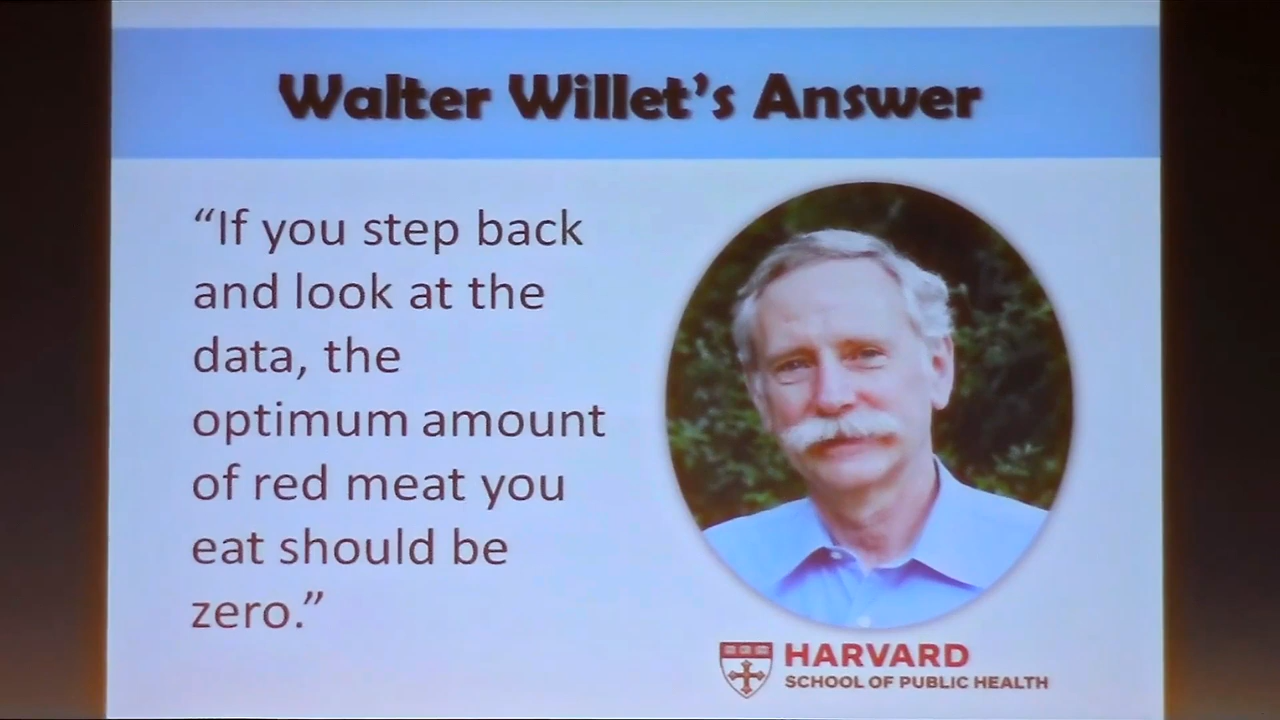 Walter Willet's Answer
“If you step back
and look at the
data, the
optimum amount
of red meat you
eat should be
zero.”
HARVARD
SCHOOL OF PUBLIC HEALTH